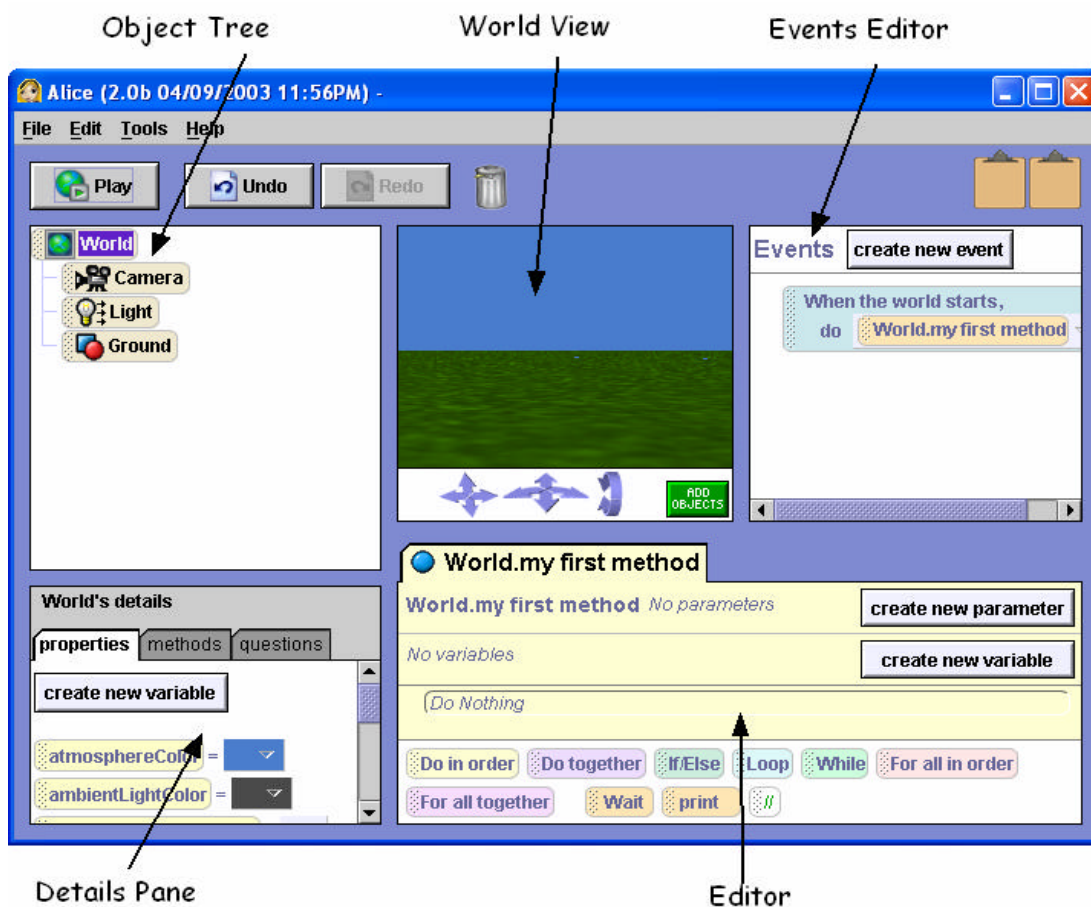 Object Tree
World View
Events Editor
Alice (2.0b 04/09/2003 11:56PM) -
File Edit Tools Help
Play
Undo
Redo
World
Camera
Light
Ground
ADD
OBJECTS
Events
create new event
When the world starts,
do World.my first method
World's details
properties methods questions
create new variable
atmosphereColor =
ambientLightColor =
World.my first method
World.my first method No parameters
create new parameter
No variables
create new variable
(Do Nothing
Do in order Do together If/Else Loop While For all in order
For all together Wait print //
Details Pane
Editor